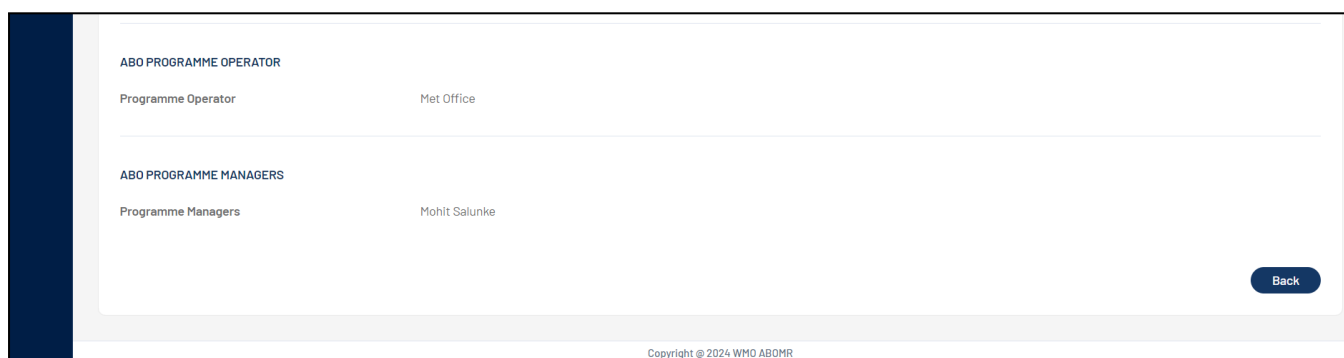 ABO PROGRAMME OPERATOR
Programme Operator Met Office
ABO PROGRAMME MANAGERS
Programme Managers Mohit Salunke
Back
Copyright @ 2024 WMO ABOMR